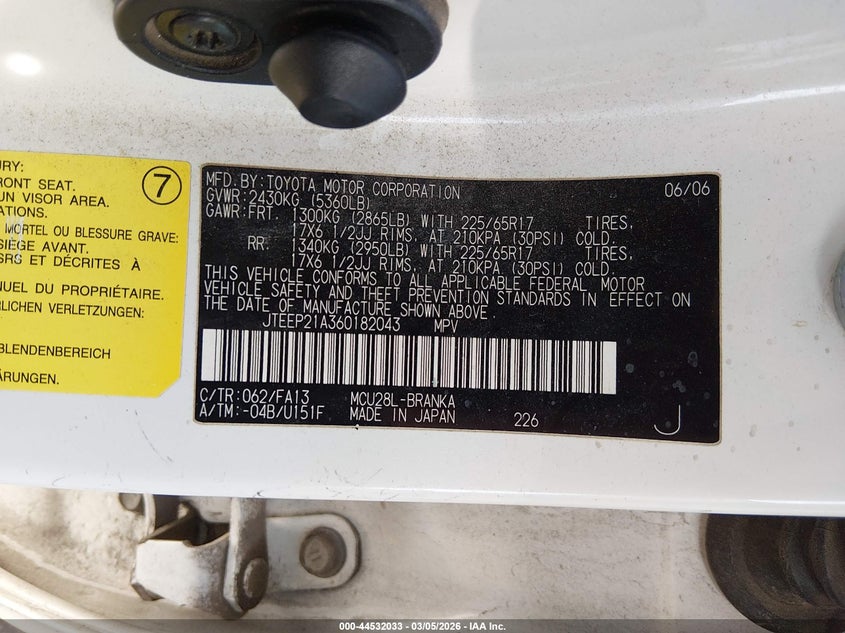 URY:
RONT SEAT.
UN VISOR AREA.
ATIONS.
MORTEL OU BLESSURE GRAVE:
SIÈGE AVANT.
SRS ET DÉCRITES À
NUEL DU PROPRIÉTAIRE.
RLICHEN VERLETZUNGEN:
BLENDENBEREICH
ÄRUNGEN.
7
MFD. BY: TOYOTA MOTOR CORPORATION 06/06
GVWR: 2430KG (5360LB)
GAWR: FRT. 1300KG (2865LB) WITH 225/65R17 TIRES,
17X6 1/2JJ RIMS, AT 210KPA (30PSI) COLD.
RR. 1340KG (2950LB) WITH 225/65R17 TIRES,
17X6 1/2JJ RIMS, AT 210KPA (30PSI) COLD.
THIS VEHICLE CONFORMS TO ALL APPLICABLE FEDERAL MOTOR
VEHICLE SAFETY AND THEFT PREVENTION STANDARDS IN EFFECT ON
THE DATE OF MANUFACTURE SHOWN ABOVE.
JTEEP21A360182043 MPV
C/TR: 062/FA13 MCU28L-BRANKA
A/TM: -04B/U151F MADE IN JAPAN 226 J
000-44532033 - 03/05/2026 - IAA Inc.